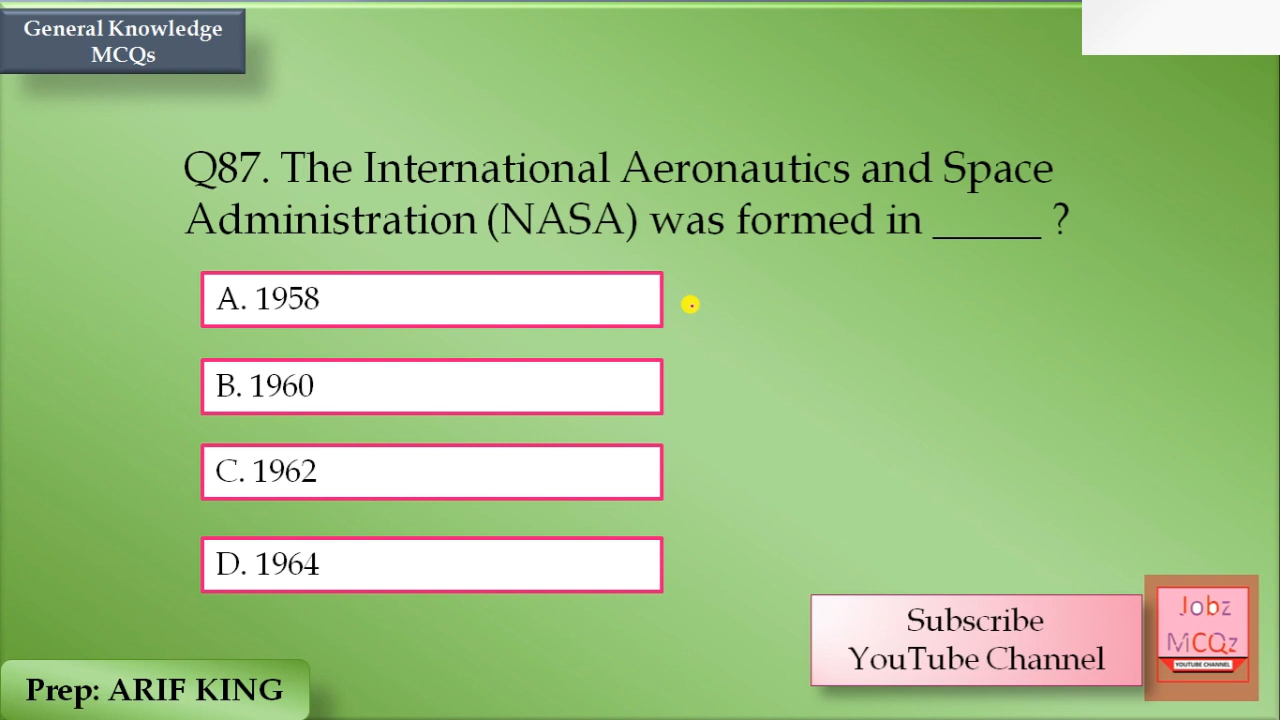 General Knowledge
MCQs
Q87. The International Aeronautics and Space
Administration (NASA) was formed in _____ ?
A. 1958
B. 1960
C. 1962
D. 1964
Subscribe
YouTube Channel
Jobz
MCQz
YOUTUBE CHANNEL
Prep: ARIF KING